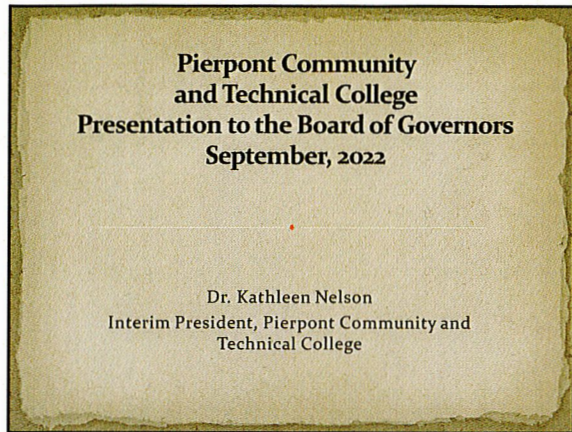 Pierpont Community
and Technical College
Presentation to the Board of Governors
September, 2022
Dr. Kathleen Nelson
Interim President, Pierpont Community and
Technical College